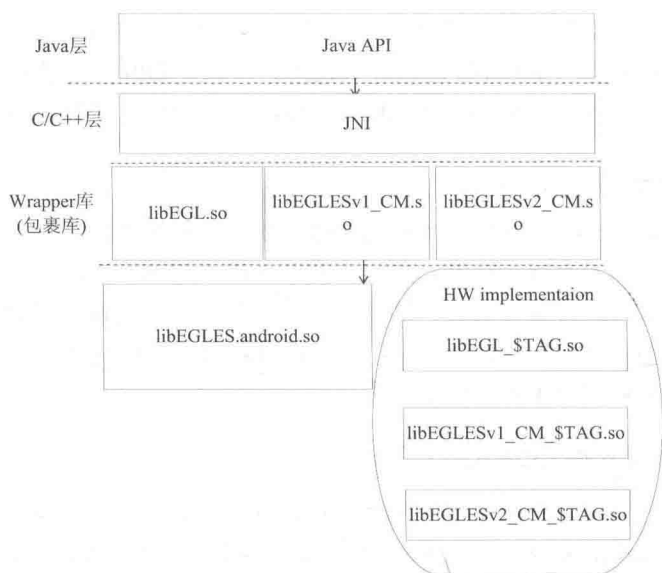 Java层
Java API
C/C++层
JNI
Wrapper库
(包裹库)
libEGL.so
libEGLESv1_CM.s
o
libEGLESv2_CM.s
o
HW implementaion
libEGLES.android.so
libEGL_$TAG.so
libEGLESv1_CM_$TAG.so
libEGLESv2_CM_$TAG.so